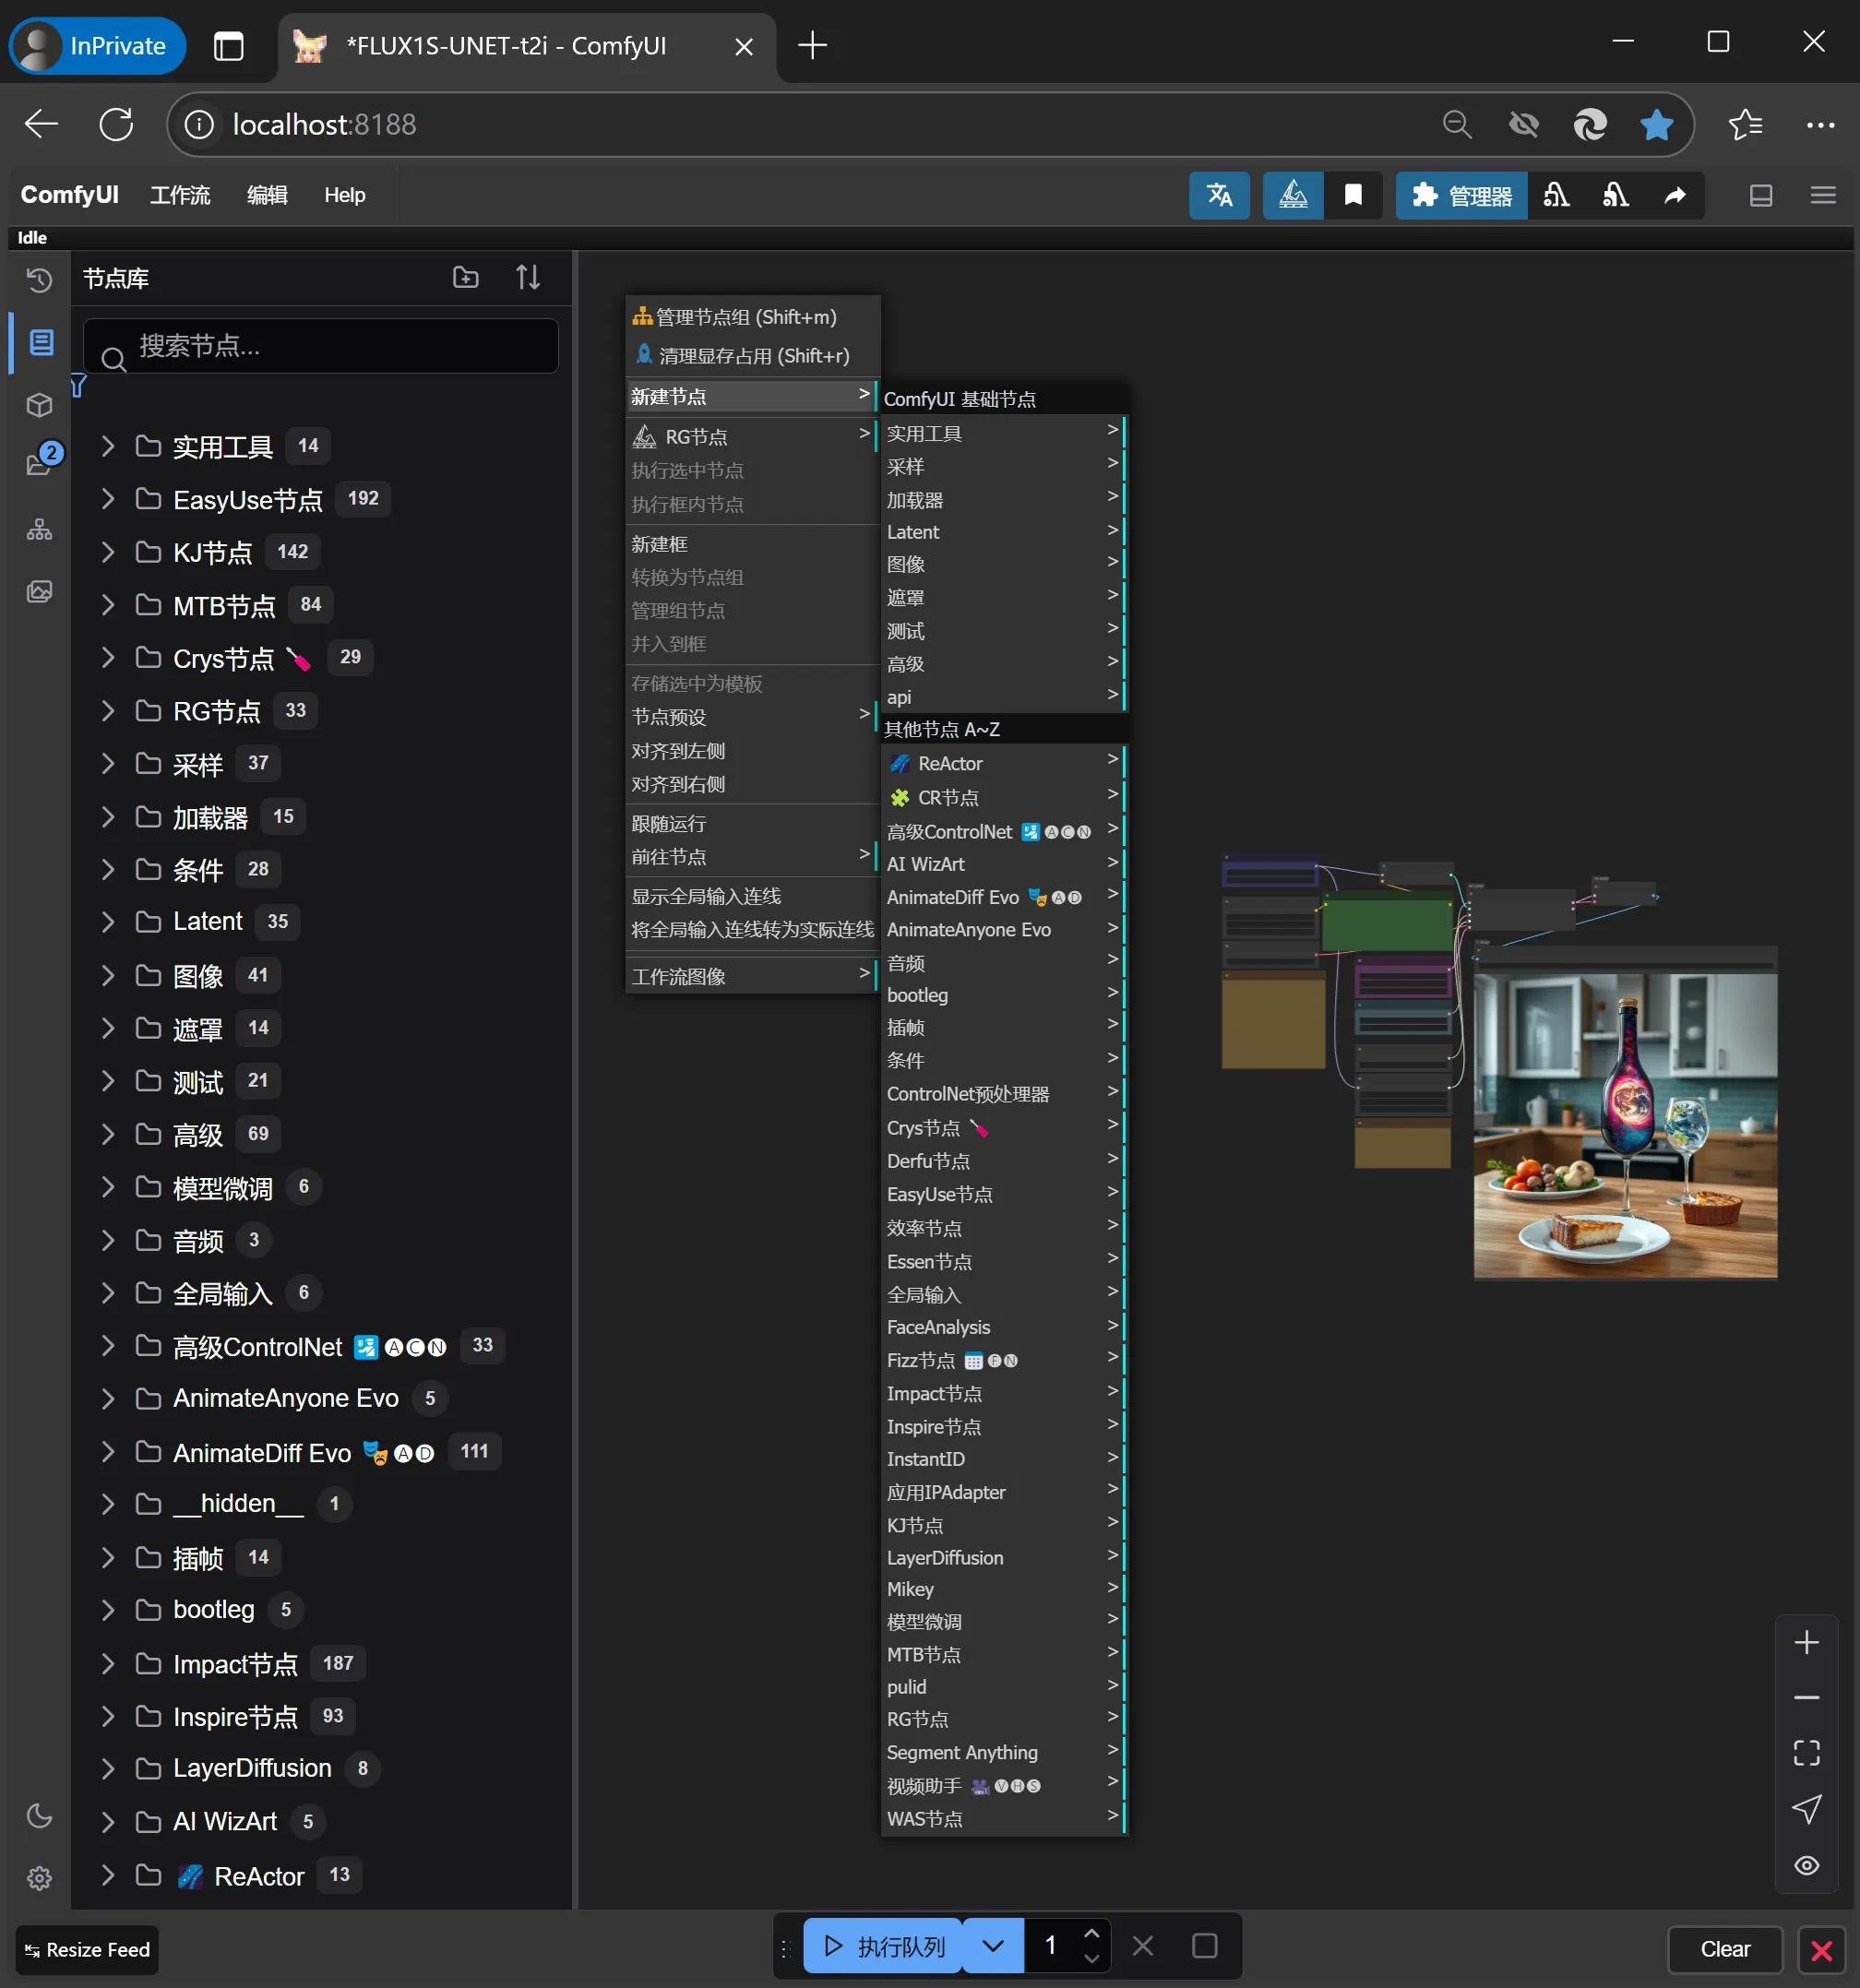 InPrivate
*FLUX1S-UNET-t2i - ComfyUI
localhost:8188
ComfyUI 工作流 编辑 Help
管理器
Idle
节点库
搜索节点...
2
实用工具 14
EasyUse节点 192
KJ节点 142
MTB节点 84
Crys节点 29
RG节点 33
采样 37
加载器 15
条件 28
Latent 35
图像 41
遮罩 14
测试 21
高级 69
模型微调 6
音频 3
全局输入 6
高级ControlNet 🛂🅐🅒🅝 33
AnimateAnyone Evo 5
AnimateDiff Evo 🎭🅐🅓 111
__hidden__ 1
插帧 14
bootleg 5
Impact节点 187
Inspire节点 93
LayerDiffusion 8
AI WizArt 5
ReActor 13
管理节点组 (Shift+m)
清理显存占用 (Shift+r)
新建节点 >
RG节点 >
执行选中节点
执行框内节点
新建框
转换为节点组
管理组节点
并入到框
存储选中为模板
节点预设 >
对齐到左侧
对齐到右侧
跟随运行
前往节点 >
显示全局输入连线
将全局输入连线转为实际连线
工作流图像 >
ComfyUI 基础节点
实用工具 >
采样 >
加载器 >
Latent >
图像 >
遮罩 >
测试 >
高级 >
api >
其他节点 A~Z
ReActor >
CR节点 >
高级ControlNet 🛂🅐🅒🅝 >
AI WizArt >
AnimateDiff Evo 🎭🅐🅓 >
AnimateAnyone Evo >
音频 >
bootleg >
插帧 >
条件 >
ControlNet预处理器 >
Crys节点 >
Derfu节点 >
EasyUse节点 >
效率节点 >
Essen节点 >
全局输入 >
FaceAnalysis >
Fizz节点 🅕🅝 >
Impact节点 >
Inspire节点 >
InstantID >
应用IPAdapter >
KJ节点 >
LayerDiffusion >
Mikey >
模型微调 >
MTB节点 >
pulid >
RG节点 >
Segment Anything >
视频助手 🎥🅥🅗🅢 >
WAS节点 >
Resize Feed
执行队列
1
Clear